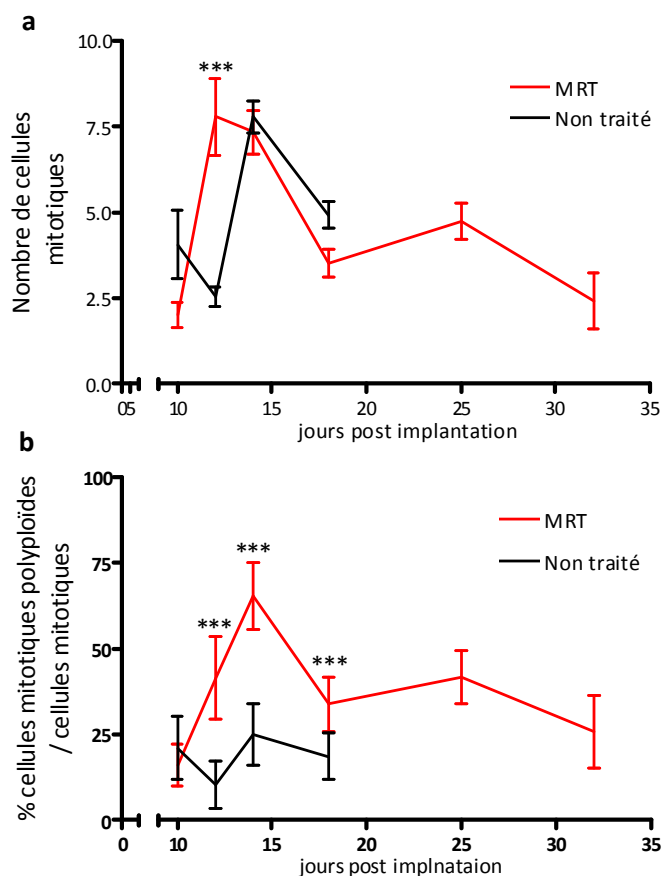 a
10.0
7.5
5.0
2.5
0.0
Nombre de cellules
mitotiques
***
MRT
Non traité
05 10 15 20 25 30 35
jours post implantation
b
100
75
50
25
0
% cellules mitotiques polyploïdes
/ cellules mitotiques
***
***
***
MRT
Non traité
0 10 15 20 25 30 35
jours post implnataion